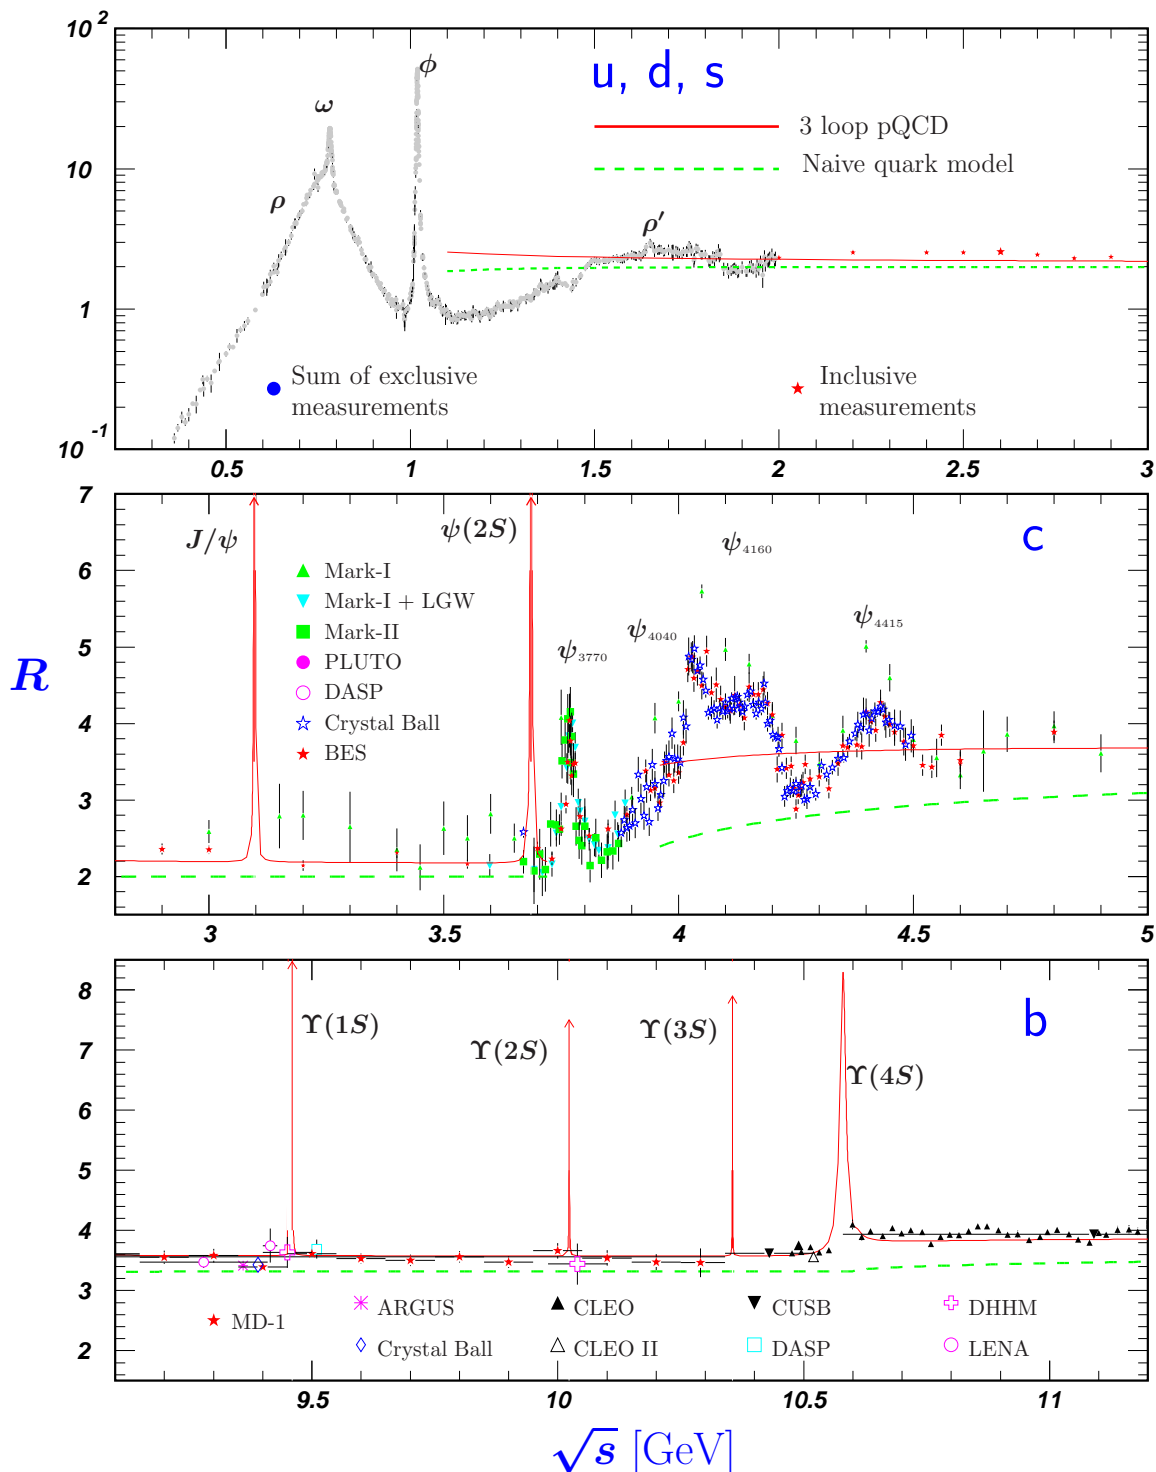 10 2
ϕ
u, d, s
ω
3 loop pQCD
Naive quark model
10
ρ
ρ′
1
Sum of exclusive
measurements
Inclusive
measurements
10 -1
0.5 1 1.5 2 2.5 3
7
J/ψ
ψ(2S)
ψ4160
c
6
Mark-I
Mark-I + LGW
Mark-II
PLUTO
DASP
Crystal Ball
BES
ψ3770
ψ4040
ψ4415
5
R
4
3
2
3 3.5 4 4.5 5
8
Υ(1S)
Υ(2S)
Υ(3S)
Υ(4S)
b
7
6
5
4
3
2
MD-1
ARGUS
CLEO
CUSB
DHHM
Crystal Ball
CLEO II
DASP
LENA
9.5 10 10.5 11
√s [GeV]